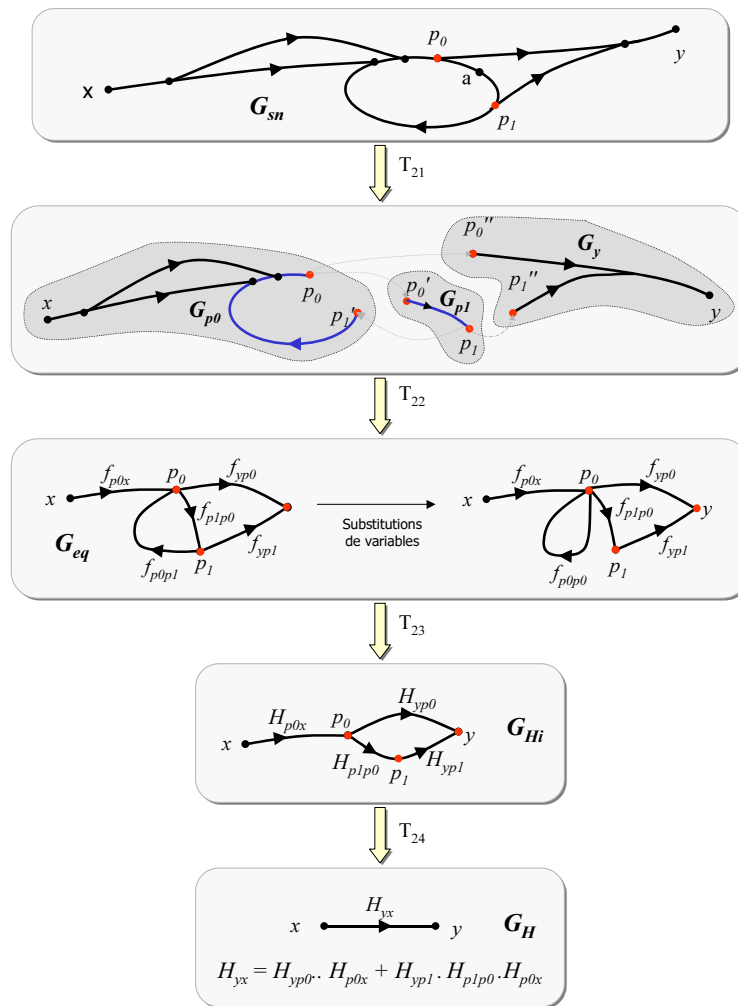 p0
x
y
a
Gsn
p1
T21
p0''
Gy
p0
p0'
Gp1
p1''
x
Gp0
p1'
p1
y
T22
fp0x
p0
fyp0
x
fp1p0
Geq
fyp1
fp0p1
p1
Substitutions
de variables
fp0x
p0
fyp0
x
fp1p0
y
fyp1
fp0p0
p1
T23
Hyp0
Hp0x
p0
GHi
x
y
Hp1p0
p1
Hyp1
T24
Hyx
x
y
GH
Hyx = Hyp0.. Hp0x + Hyp1 . Hp1p0 . Hp0x